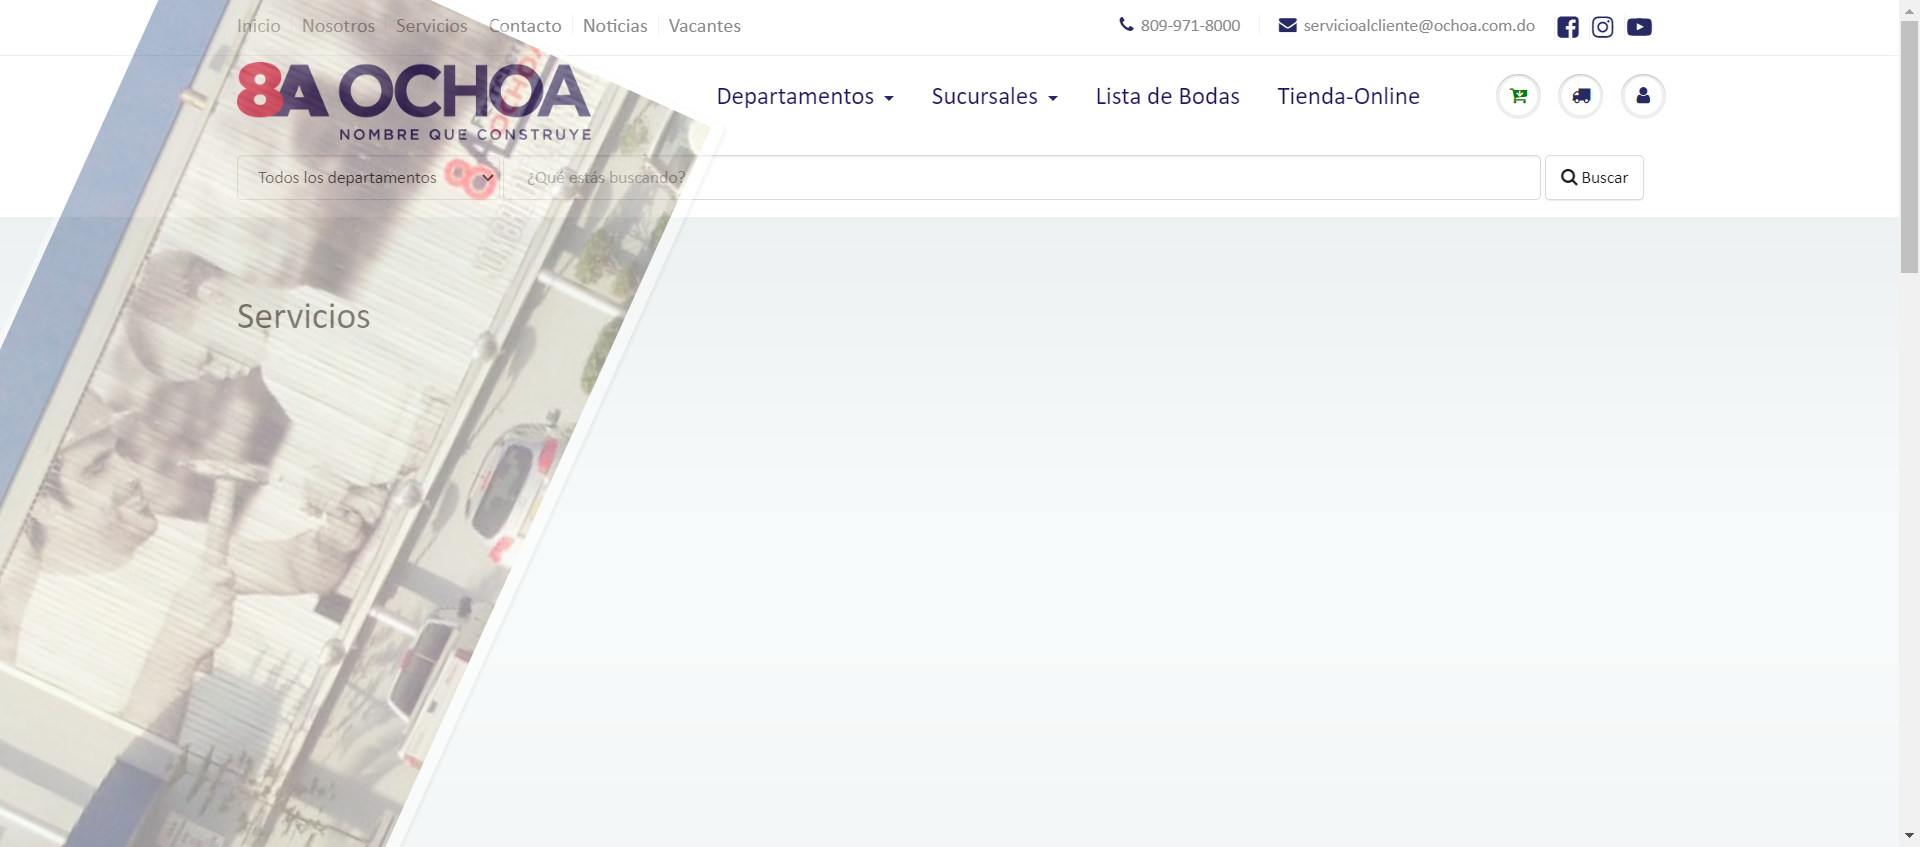 Inicio Nosotros Servicios Contacto Noticias Vacantes 809-971-8000 servicioalcliente@ochoa.com.do
8A OCHOA
NOMBRE QUE CONSTRUYE
Departamentos Sucursales Lista de Bodas Tienda-Online
Todos los departamentos ¿Qué estás buscando? Buscar
Servicios